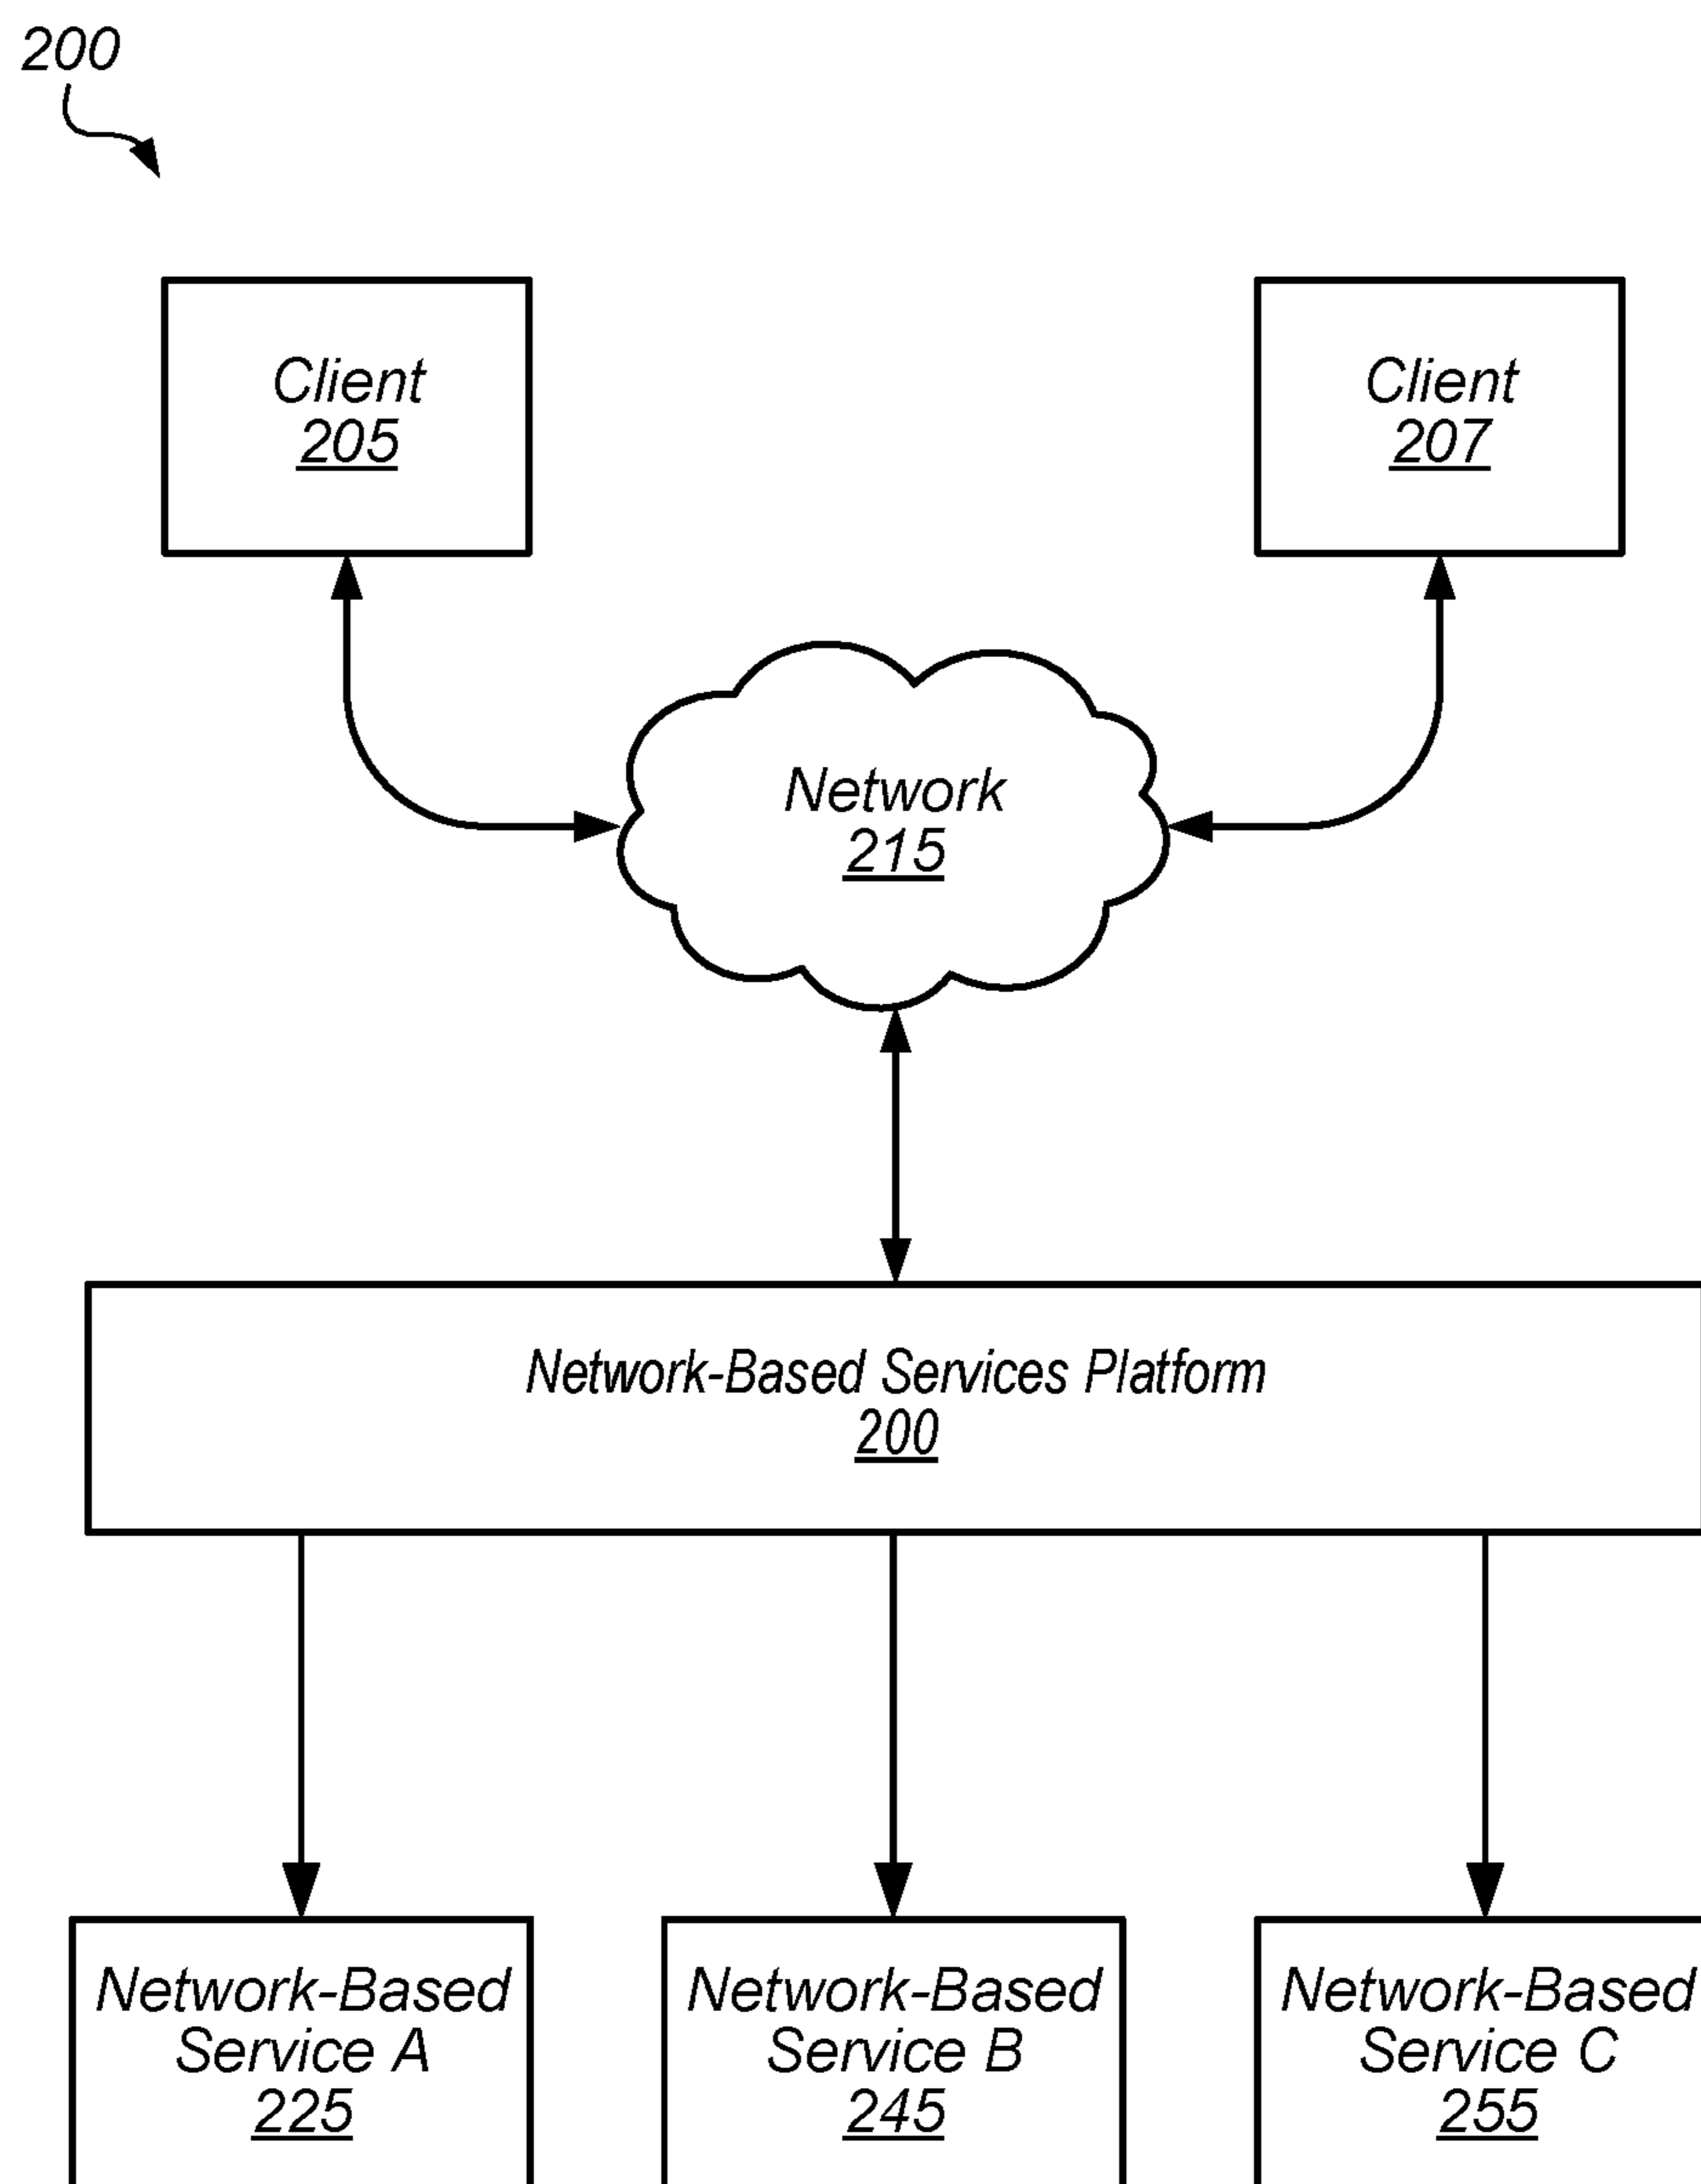 200
Client
205
Client
207
Network
215
Network-Based Services Platform
200
Network-Based
Service A
225
Network-Based
Service B
245
Network-Based
Service C
255